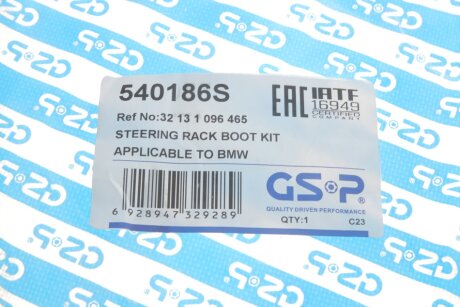 540186S
Ref No:32 13 1 096 465
STEERING RACK BOOT KIT
APPLICABLE TO BMW
6 928947 329289
EAC
IATF
16949
CERTIFIED
COMPANY
GSP
QUALITY DRIVEN PERFORMANCE
QTY:1
C23